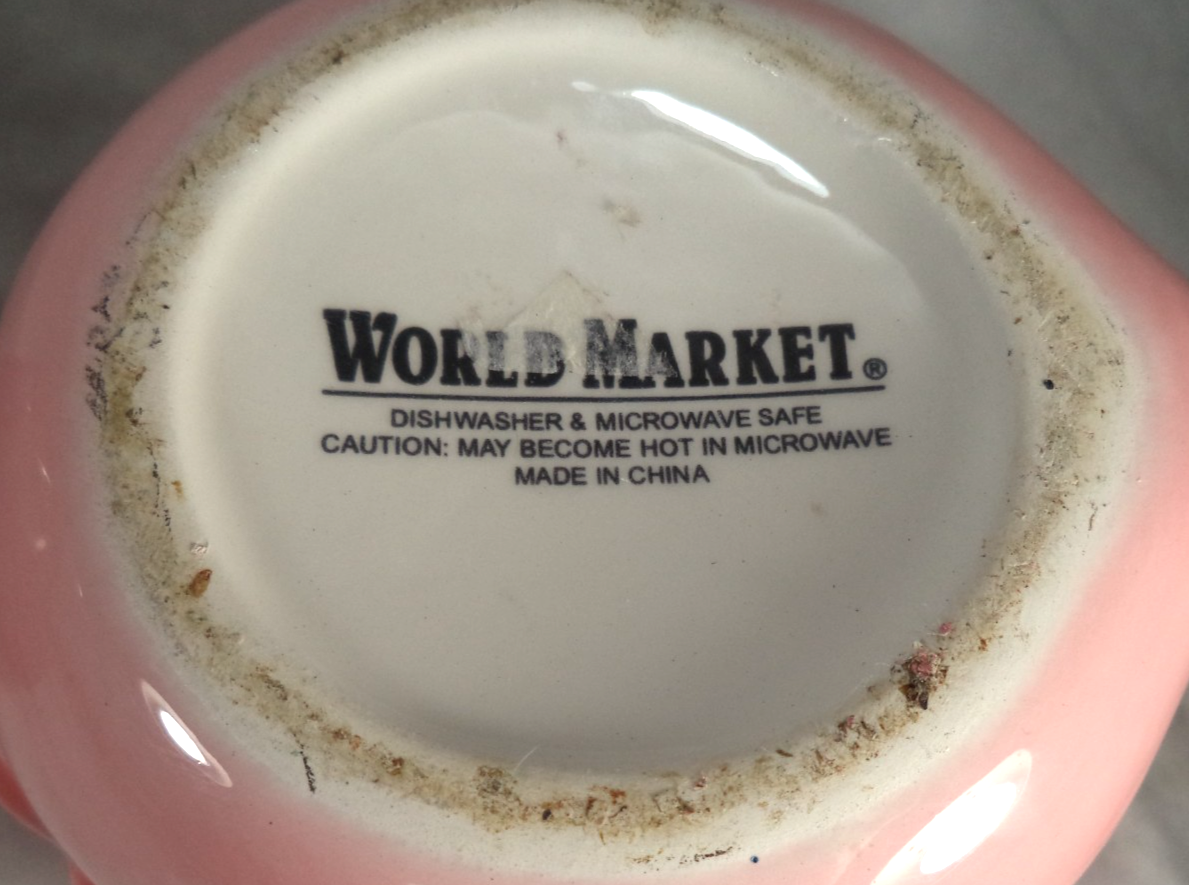 WORLD MARKET®
DISHWASHER & MICROWAVE SAFE
CAUTION: MAY BECOME HOT IN MICROWAVE
MADE IN CHINA